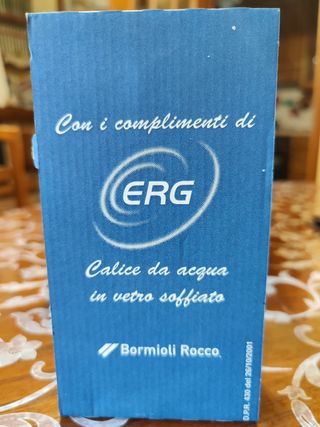 Con i complimenti di
ERG
Calice da acqua
in vetro soffiato
Bormioli Rocco
D.P.R. 430 del 26/10/2001